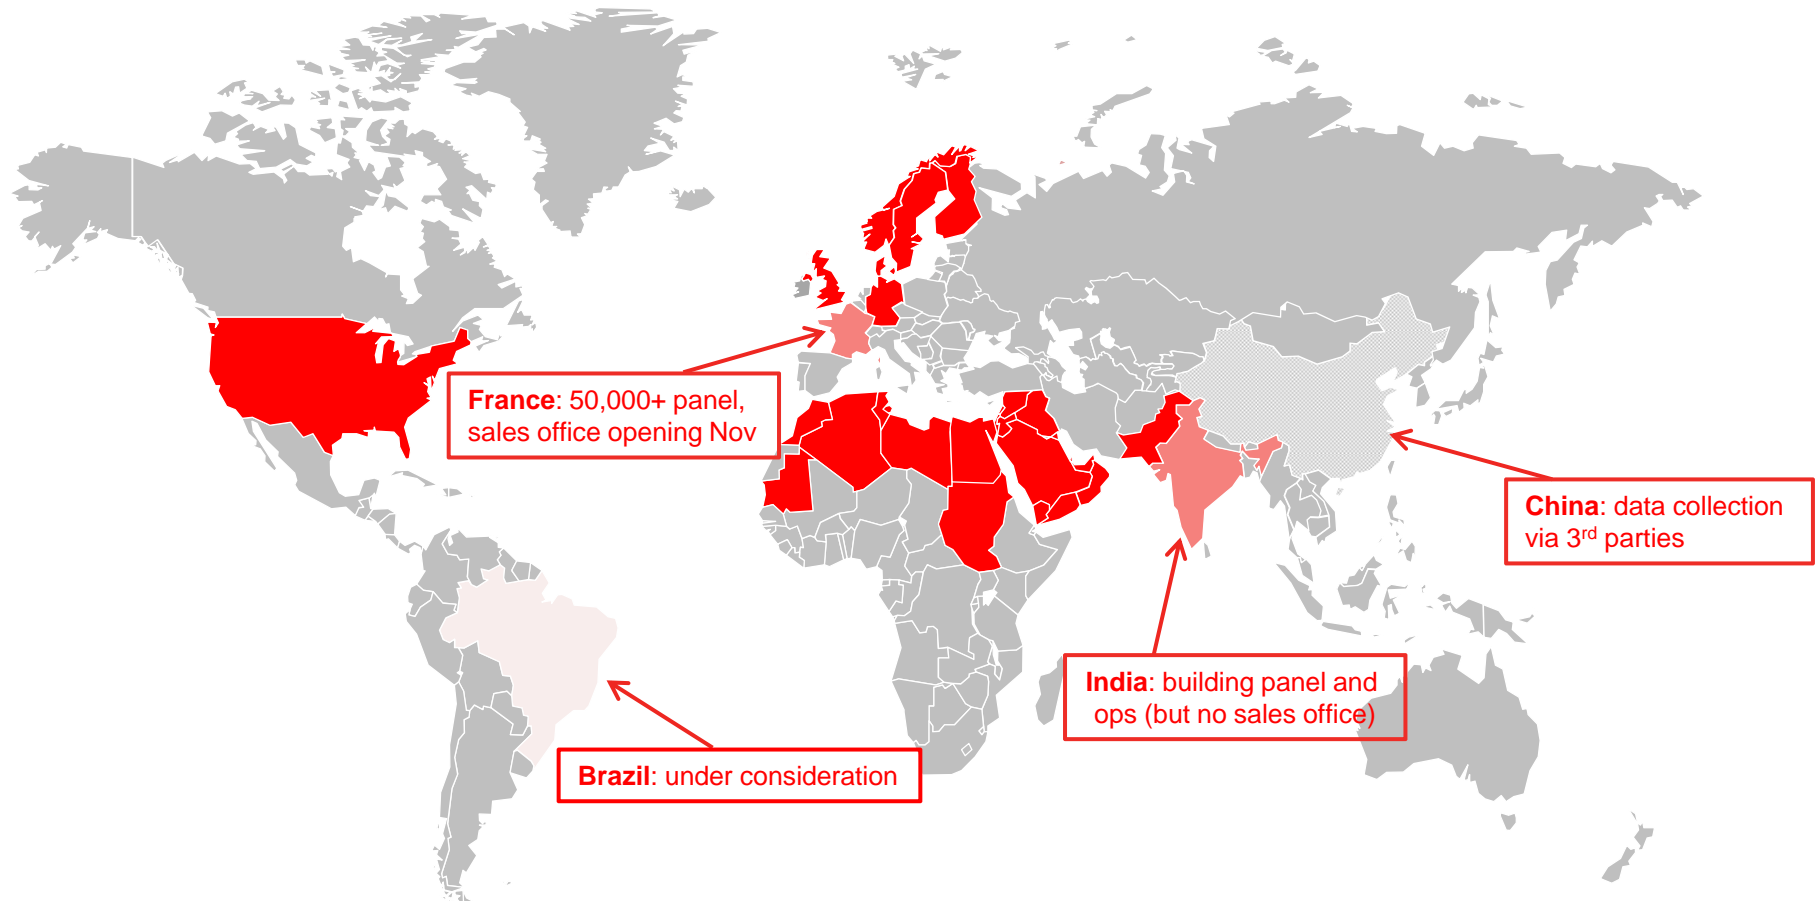 France: 50,000+ panel,
sales office opening Nov
China: data collection
via 3rd parties
India: building panel and
ops (but no sales office)
Brazil: under consideration